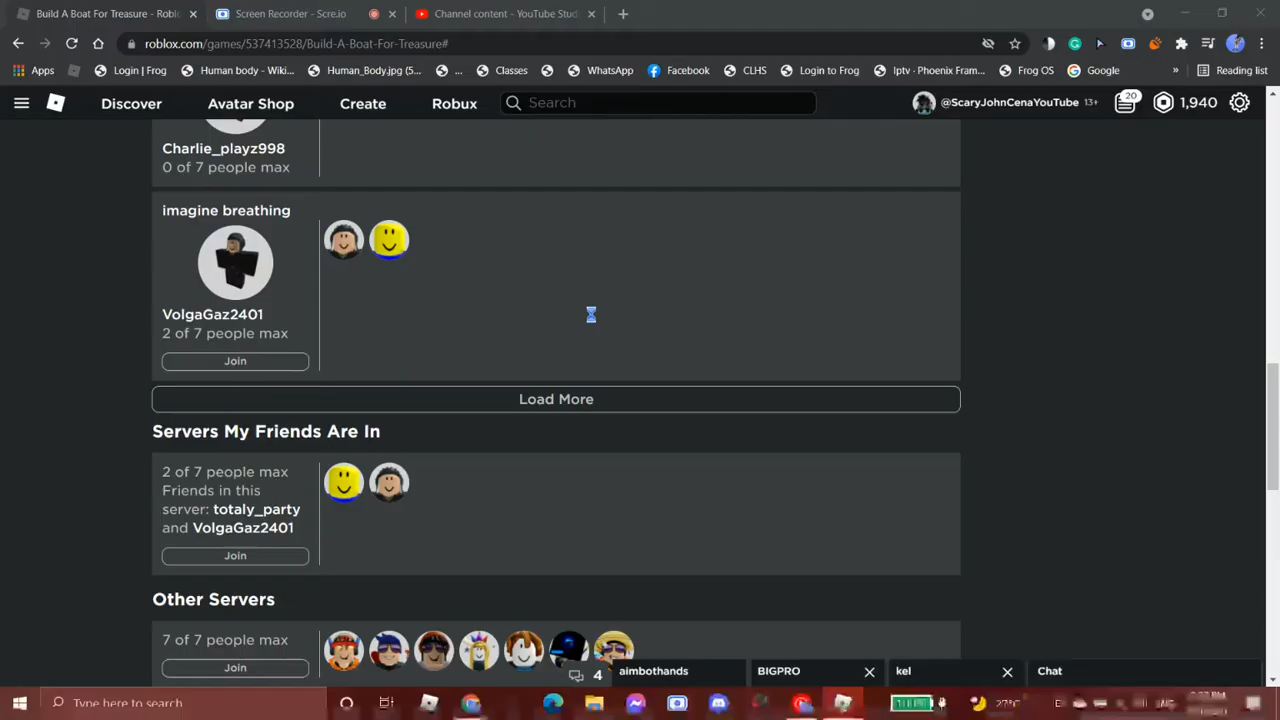 Build A Boat For Treasure - Roblo
Screen Recorder - Scre.io
Channel content - YouTube Stud
roblox.com/games/537413528/Build-A-Boat-For-Treasure#
Apps
Login | Frog
Human body - Wiki...
Human_Body.jpg (5...
...
Classes
WhatsApp
Facebook
CLHS
Login to Frog
Iptv - Phoenix Fram...
Frog OS
Google
»
Reading list
Discover
Avatar Shop
Create
Robux
Search
@ScaryJohnCenaYouTube 13+
20
1,940
Charlie_playz998
0 of 7 people max
imagine breathing
VolgaGaz2401
2 of 7 people max
Join
Load More
Servers My Friends Are In
2 of 7 people max
Friends in this
server: totaly_party
and VolgaGaz2401
Join
Other Servers
7 of 7 people max
Join
4
aimbothands
BIGPRO
kel
Chat
Type here to search